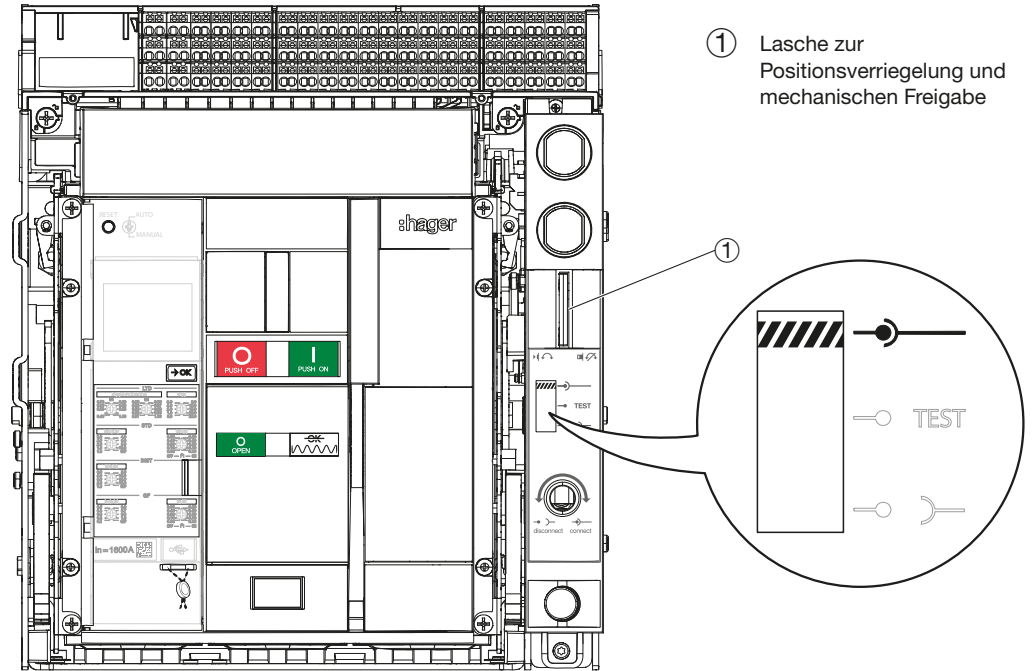 ① Lasche zur
Positionsverriegelung und
mechanischen Freigabe
RESET
AUTO
MANUAL
:hager
①
PUSH OFF
PUSH ON
→OK
TEST
TEST
LTD
STD
O
OPEN
OK
INST
GF
disconnect connect
In=1600A